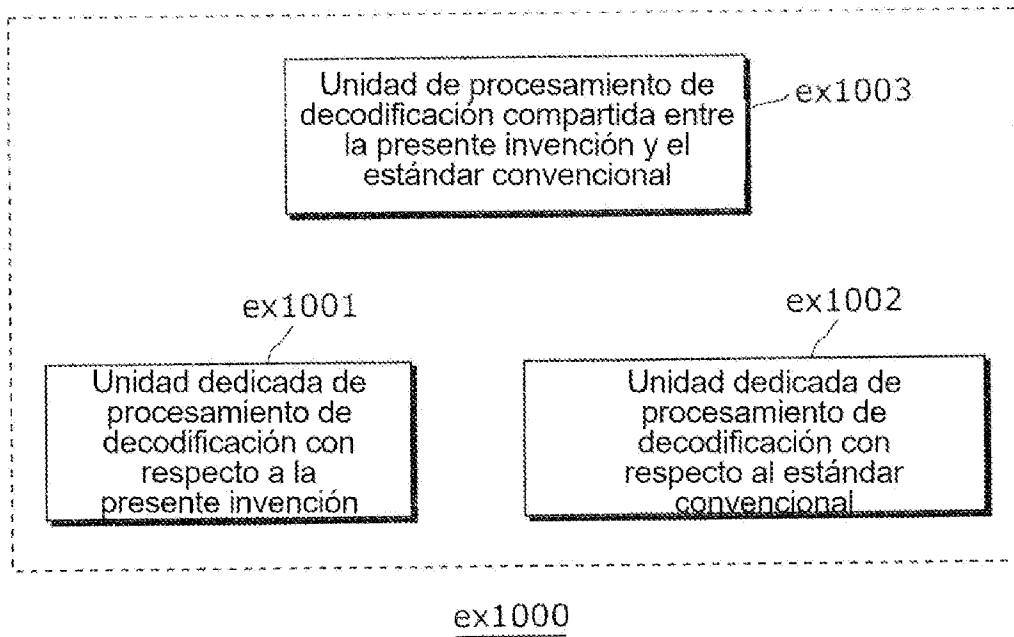 Unidad de procesamiento de
decodificación compartida entre
la presente invención y el
estándar convencional
ex1003
ex1001
Unidad dedicada de
procesamiento de
decodificación con
respecto a la
presente invención
ex1002
Unidad dedicada de
procesamiento de
decodificación con
respecto al estándar
convencional
ex1000